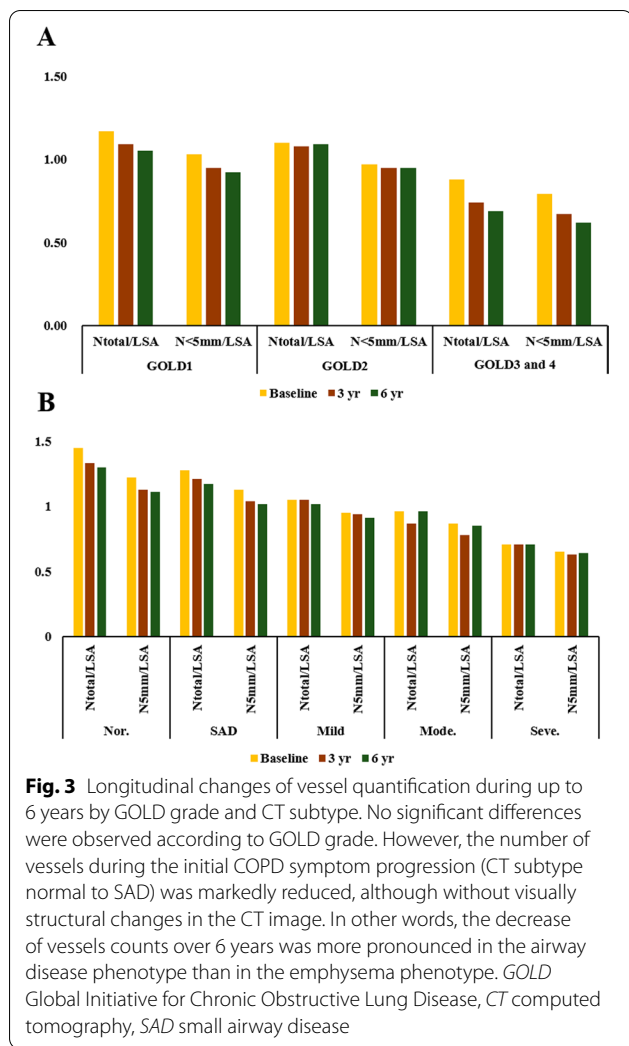 A
1.50
1.00
0.50
0.00
Ntotal/LSA N<5mm/LSA Ntotal/LSA N<5mm/LSA Ntotal/LSA N<5mm/LSA
GOLD1 GOLD2 GOLD3 and 4
Baseline 3 yr 6 yr
B
1.5
1
0.5
0
Ntotal/LSA N5mm/LSA Ntotal/LSA N5mm/LSA Ntotal/LSA N5mm/LSA Ntotal/LSA N5mm/LSA Ntotal/LSA N5mm/LSA
Nor. SAD Mild Mode. Seve.
Baseline 3 yr 6 yr
Fig. 3 Longitudinal changes of vessel quantification during up to
6 years by GOLD grade and CT subtype. No significant differences
were observed according to GOLD grade. However, the number of
vessels during the initial COPD symptom progression (CT subtype
normal to SAD) was markedly reduced, although without visually
structural changes in the CT image. In other words, the decrease
of vessels counts over 6 years was more pronounced in the airway
disease phenotype than in the emphysema phenotype. GOLD
Global Initiative for Chronic Obstructive Lung Disease, CT computed
tomography, SAD small airway disease